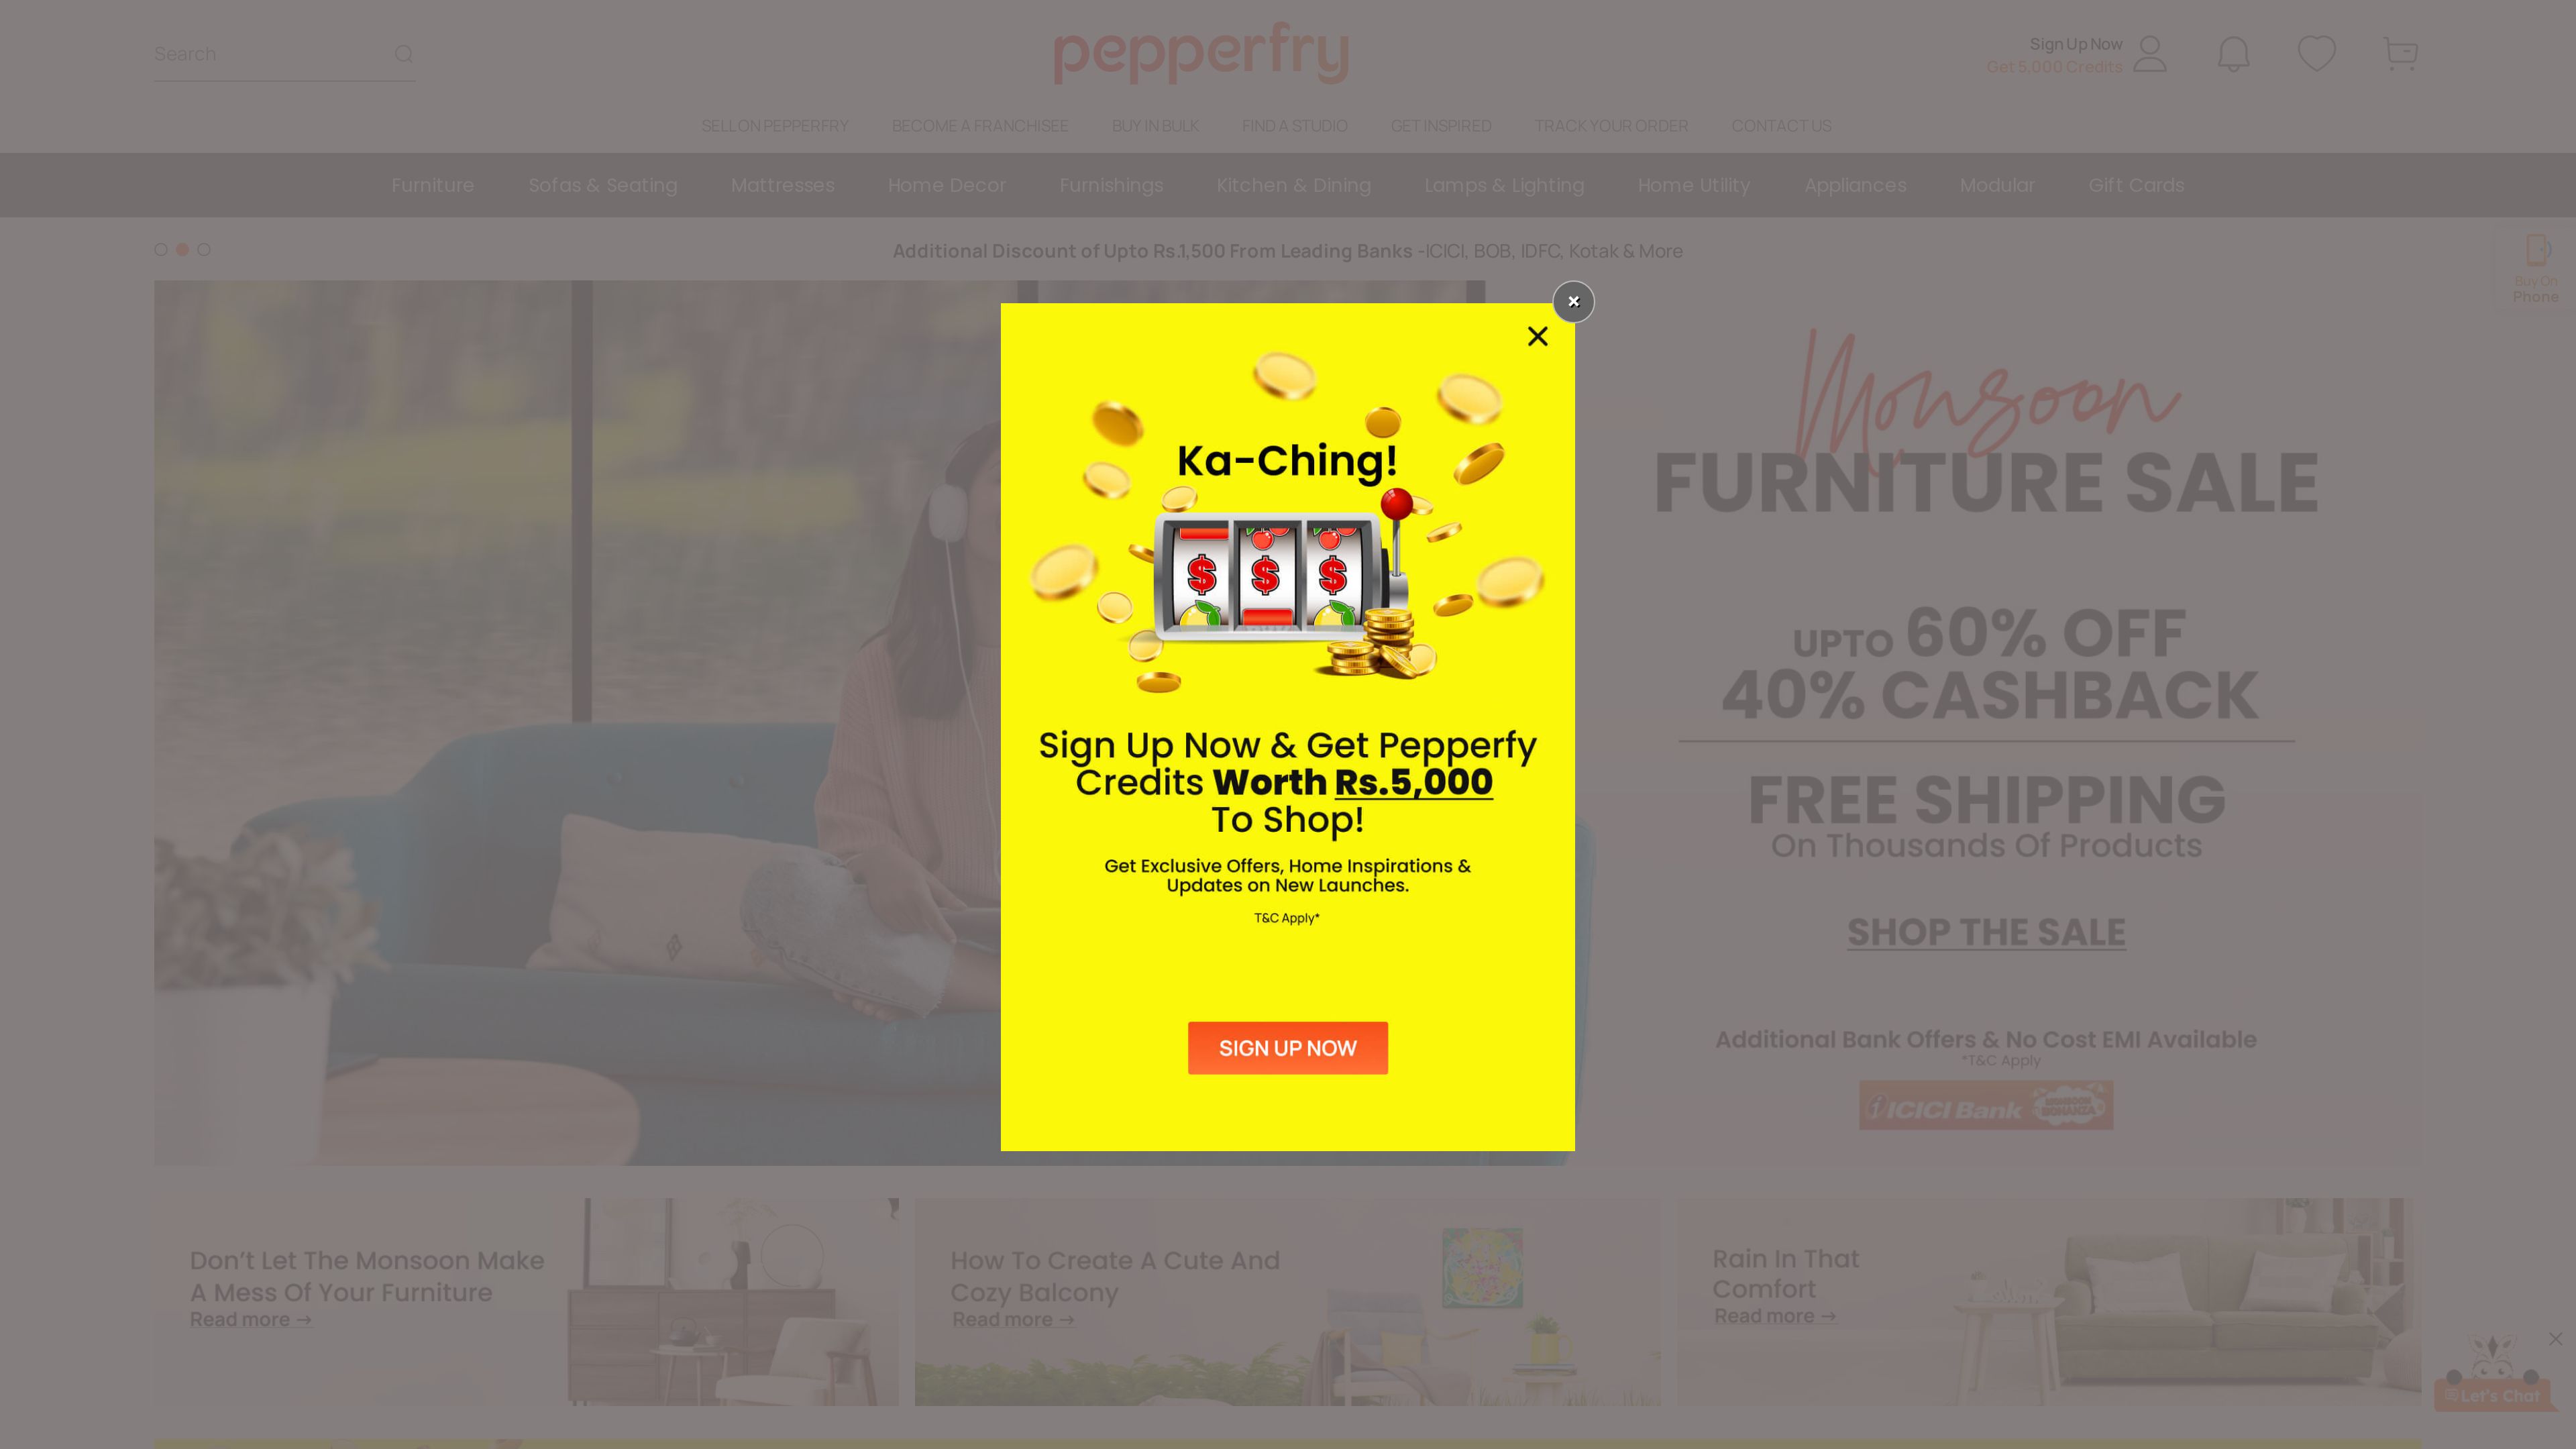 Search
pepperfry
Sign Up Now
Get 5,000 Credits
SELL ON PEPPERFRY BECOME A FRANCHISEE BUY IN BULK FIND A STUDIO GET INSPIRED TRACK YOUR ORDER CONTACT US
Furniture Sofas & Seating Mattresses Home Decor Furnishings Kitchen & Dining Lamps & Lighting Home Utility Appliances Modular Gift Cards
Additional Discount of Upto Rs.1,500 From Leading Banks -ICICI, BOB, IDFC, Kotak & More
Buy On
Phone
Ka-Ching!
$ $ $
Sign Up Now & Get Pepperfy
Credits Worth Rs.5,000
To Shop!
Get Exclusive Offers, Home Inspirations &
Updates on New Launches.
T&C Apply*
SIGN UP NOW
Monsoon
FURNITURE SALE
UPTO 60% OFF
40% CASHBACK
FREE SHIPPING
On Thousands Of Products
SHOP THE SALE
Additional Bank Offers & No Cost EMI Available
*T&C Apply
ICICI Bank MONSOON
BONANZA
Don't Let The Monsoon Make
A Mess Of Your Furniture
Read more →
How To Create A Cute And
Cozy Balcony
Read more →
Rain In That
Comfort
Read more →
Let's Chat